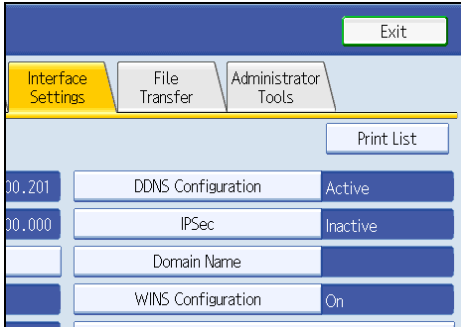 Exit
Interface Settings
File Transfer
Administrator Tools
Print List
00.201
DDNS Configuration
Active
00.000
IPSec
Inactive
Domain Name
WINS Configuration
On